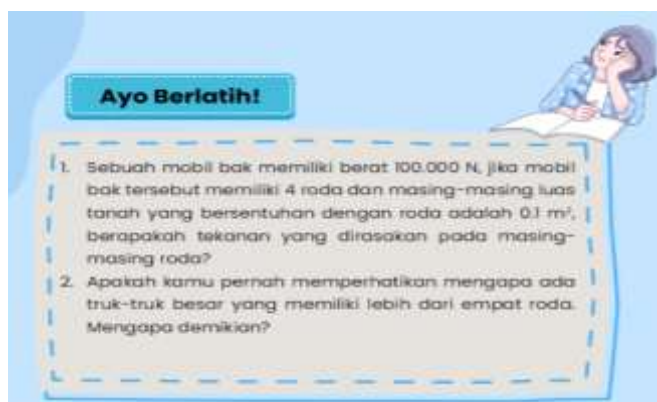 Ayo Berlatih!
1. Sebuah mobil bak memiliki berat 100.000 N, jika mobil
bak tersebut memiliki 4 roda dan masing-masing luas
tanah yang bersentuhan dengan roda adalah 0.1 m²,
berapakah tekanan yang dirasakan pada masing-
masing roda?
2. Apakah kamu pernah memperhatikan mengapa ada
truk-truk besar yang memiliki lebih dari empat roda.
Mengapa demikian?